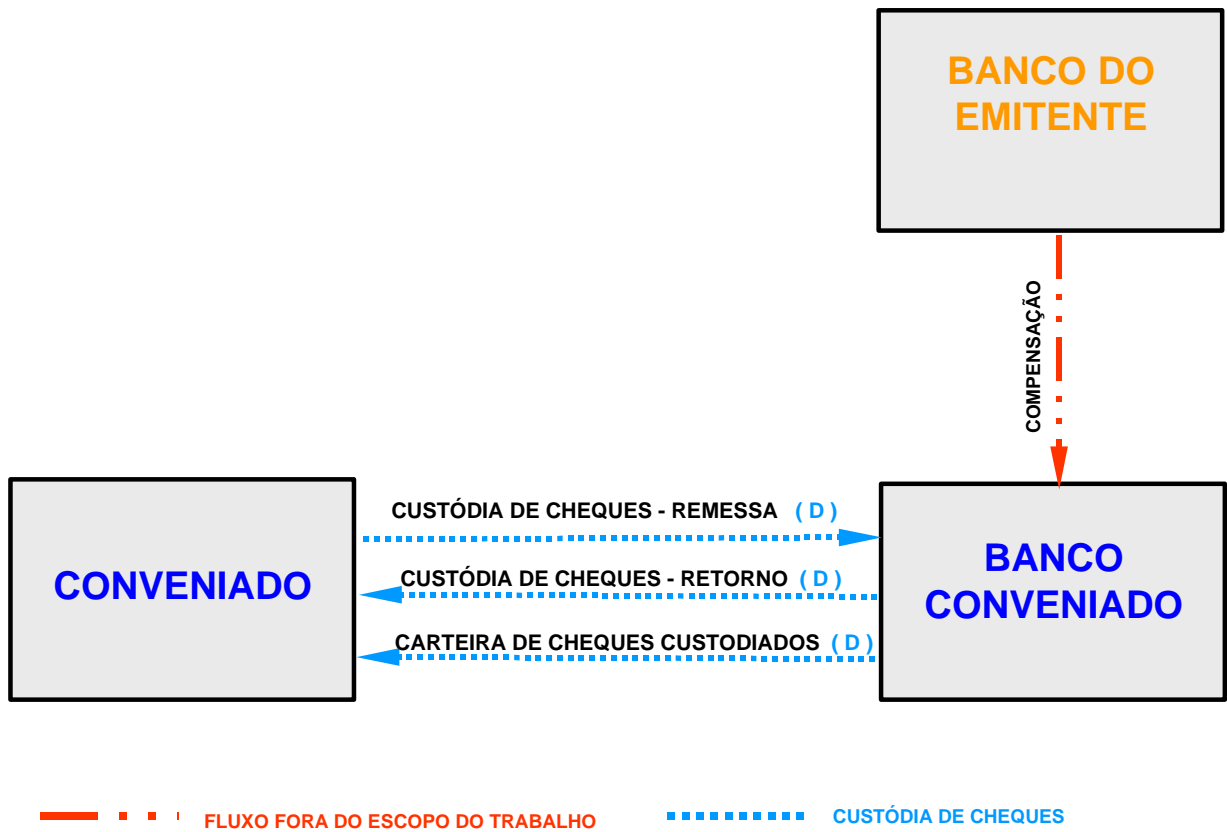 BANCO DO
EMITENTE
COMPENSAÇÃO
CUSTÓDIA DE CHEQUES - REMESSA ( D )
CONVENIADO
CUSTÓDIA DE CHEQUES - RETORNO ( D )
CARTEIRA DE CHEQUES CUSTODIADOS ( D )
BANCO
CONVENIADO
FLUXO FORA DO ESCOPO DO TRABALHO
CUSTÓDIA DE CHEQUES